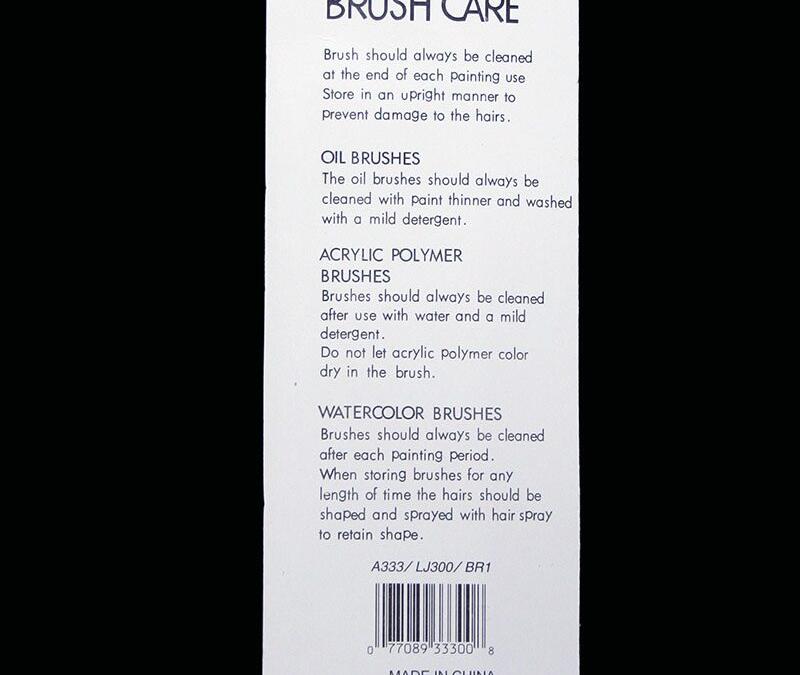 BRUSH CARE
Brush should always be cleaned
at the end of each painting use
Store in an upright manner to
prevent damage to the hairs.
OIL BRUSHES
The oil brushes should always be
cleaned with paint thinner and washed
with a mild detergent.
ACRYLIC POLYMER
BRUSHES
Brushes should always be cleaned
after use with water and a mild
detergent.
Do not let acrylic polymer color
dry in the brush.
WATERCOLOR BRUSHES
Brushes should always be cleaned
after each painting period.
When storing brushes for any
length of time the hairs should be
shaped and sprayed with hair spray
to retain shape.
A333/ LJ300/ BR1
0 77089 33300 8
MADE IN CHINA